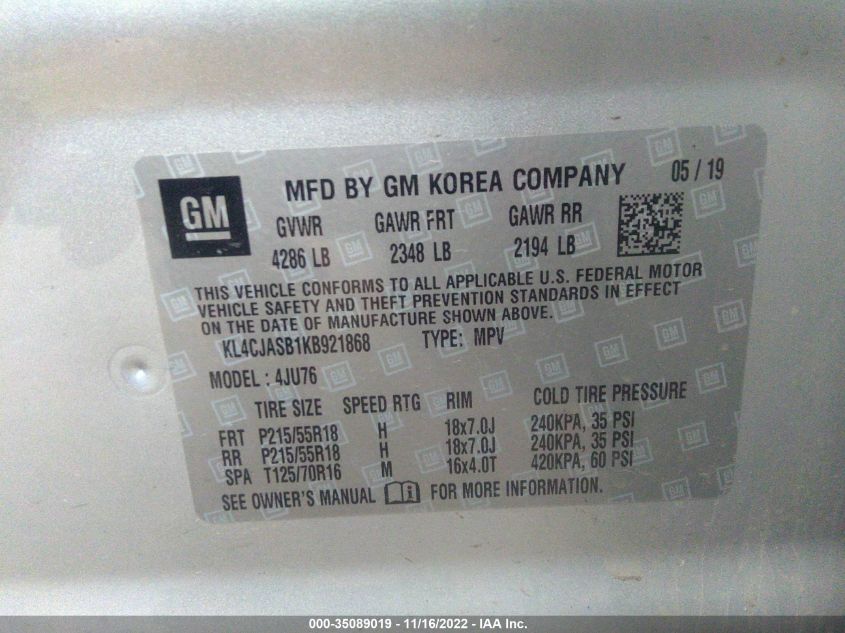 GM
MFD BY GM KOREA COMPANY 05 / 19
GVWR GAWR FRT GAWR RR
4286 LB 2348 LB 2194 LB
THIS VEHICLE CONFORMS TO ALL APPLICABLE U.S. FEDERAL MOTOR
VEHICLE SAFETY AND THEFT PREVENTION STANDARDS IN EFFECT
ON THE DATE OF MANUFACTURE SHOWN ABOVE.
KL4CJASB1KB921868 TYPE: MPV
MODEL : 4JU76
TIRE SIZE SPEED RTG RIM COLD TIRE PRESSURE
FRT P215/55R18 H 18x7.0J 240KPA, 35 PSI
RR P215/55R18 H 18x7.0J 240KPA, 35 PSI
SPA T125/70R16 M 16x4.0T 420KPA, 60 PSI
SEE OWNER'S MANUAL FOR MORE INFORMATION.
000-35089019 - 11/16/2022 - IAA Inc.